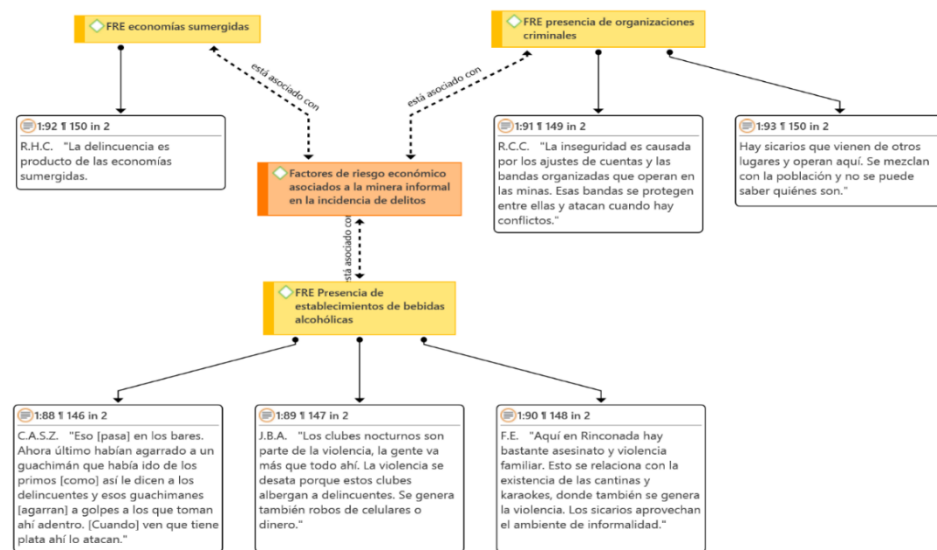 FRE economías sumergidas
FRE presencia de organizaciones
criminales
está asociado con
está asociado con
1:92 ¶ 150 in 2
R.H.C. "La delincuencia es
producto de las economías
sumergidas.
1:91 ¶ 149 in 2
R.C.C. "La inseguridad es causada
por los ajustes de cuentas y las
bandas organizadas que operan en
las minas. Esas bandas se protegen
entre ellas y atacan cuando hay
conflictos."
1:93 ¶ 150 in 2
Hay sicarios que vienen de otros
lugares y operan aquí. Se mezclan
con la población y no se puede
saber quiénes son."
Factores de riesgo económico
asociados a la minera informal
en la incidencia de delitos
está asociado con
FRE Presencia de
establecimientos de bebidas
alcohólicas
1:88 ¶ 146 in 2
C.A.S.Z. "Eso [pasa] en los bares.
Ahora último habían agarrado a un
guachimán que había ido de los
primos [como] así le dicen a los
delincuentes y esos guachimanes
[agarran] a golpes a los que toman
ahí adentro. [Cuando] ven que tiene
plata ahí lo atacan."
1:89 ¶ 147 in 2
J.B.A. "Los clubes nocturnos son
parte de la violencia, la gente va
más que todo ahí. La violencia se
desata porque estos clubes
albergan a delincuentes. Se genera
también robos de celulares o
dinero."
1:90 ¶ 148 in 2
F.E. "Aquí en Rinconada hay
bastante asesinato y violencia
familiar. Esto se relaciona con la
existencia de las cantinas y
karaokes, donde también se genera
la violencia. Los sicarios aprovechan
el ambiente de informalidad."